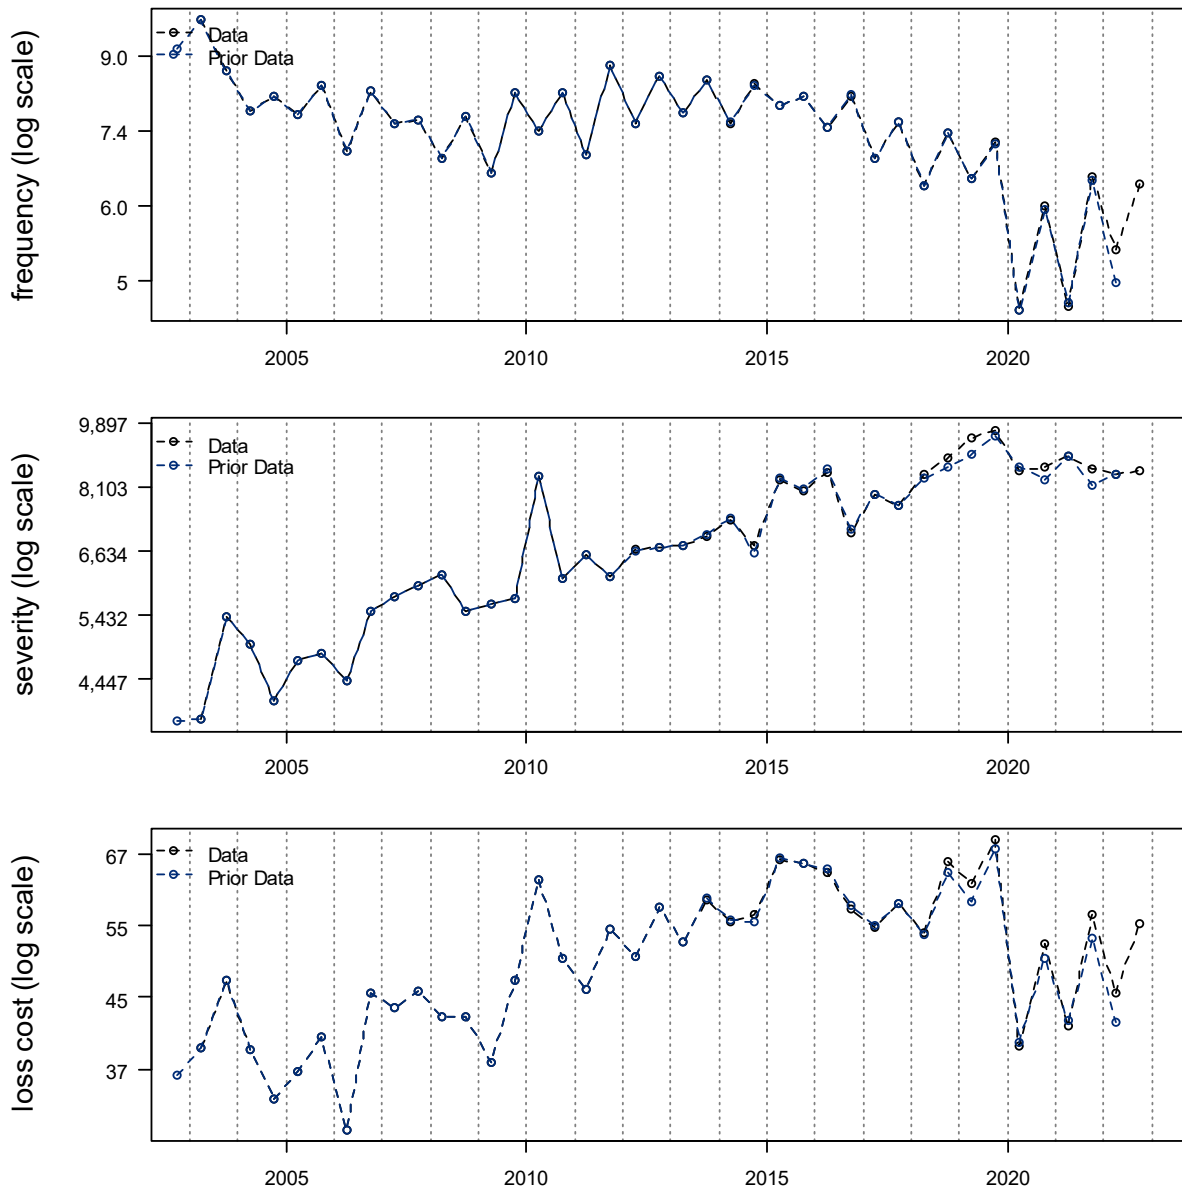 frequency (log scale)
9.0
7.4
6.0
5
Data
Prior Data
2005
2010
2015
2020
severity (log scale)
9,897
8,103
6,634
5,432
4,447
Data
Prior Data
2005
2010
2015
2020
loss cost (log scale)
67
55
45
37
Data
Prior Data
2005
2010
2015
2020